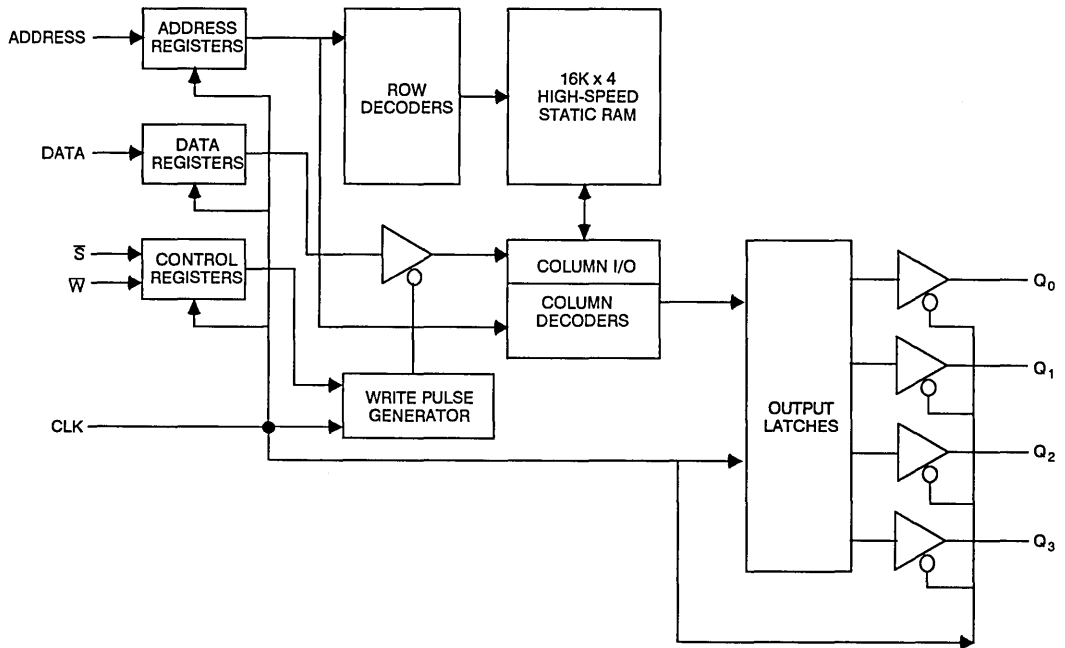 ADDRESS
ADDRESS
REGISTERS
ROW
DECODERS
16K x 4
HIGH-SPEED
STATIC RAM
DATA
DATA
REGISTERS
S̅
W̅
CONTROL
REGISTERS
COLUMN I/O
COLUMN
DECODERS
WRITE PULSE
GENERATOR
CLK
OUTPUT
LATCHES
Q0
Q1
Q2
Q3